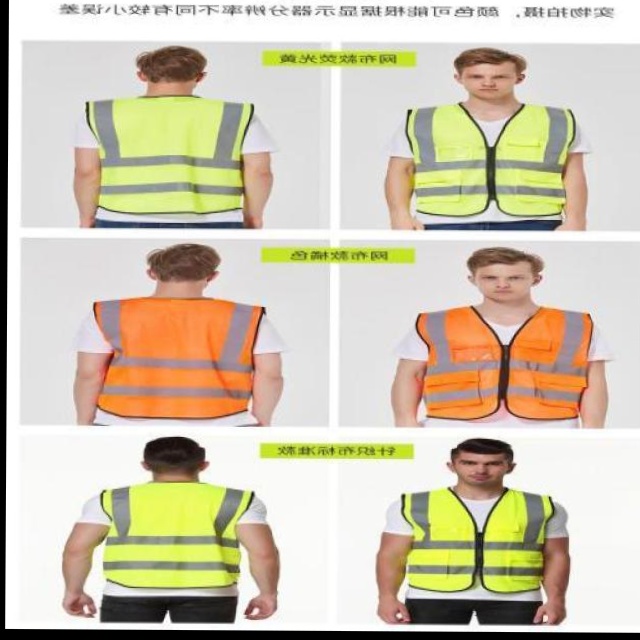 实物拍摄，颜色可能根据显示器分辨率不同有较小误差
网布款荧光黄
网布款橘色
针织布标准款